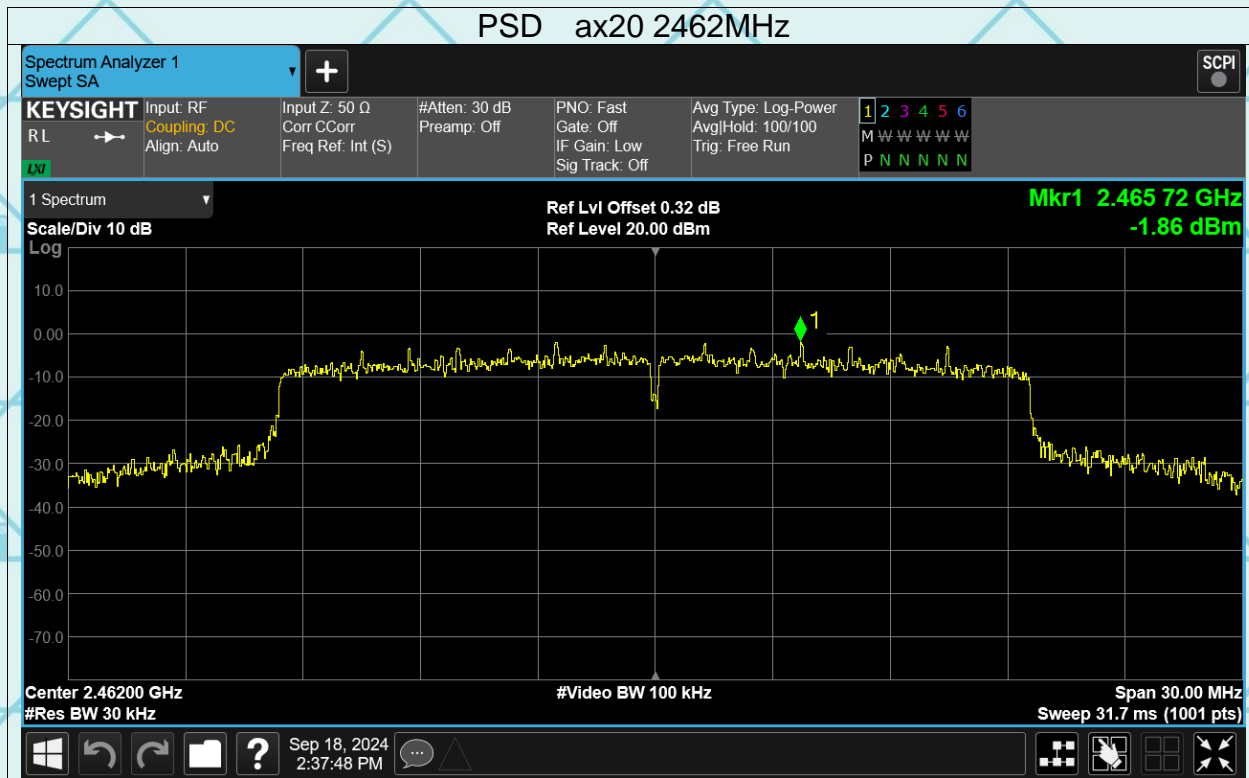 PSD ax20 2462MHz
Spectrum Analyzer 1
Swept SA
+
SCPI
KEYSIGHT
R L
LXI
Input: RF
Coupling: DC
Align: Auto
Input Z: 50 Ω
Corr CCorr
Freq Ref: Int (S)
#Atten: 30 dB
Preamp: Off
PNO: Fast
Gate: Off
IF Gain: Low
Sig Track: Off
Avg Type: Log-Power
Avg|Hold: 100/100
Trig: Free Run
1 2 3 4 5 6
M W W W W W
P N N N N N
1 Spectrum
Scale/Div 10 dB
Log
Ref Lvl Offset 0.32 dB
Ref Level 20.00 dBm
Mkr1 2.465 72 GHz
-1.86 dBm
1
10.0
0.00
-10.0
-20.0
-30.0
-40.0
-50.0
-60.0
-70.0
Center 2.46200 GHz
#Res BW 30 kHz
#Video BW 100 kHz
Span 30.00 MHz
Sweep 31.7 ms (1001 pts)
?
Sep 18, 2024
2:37:48 PM